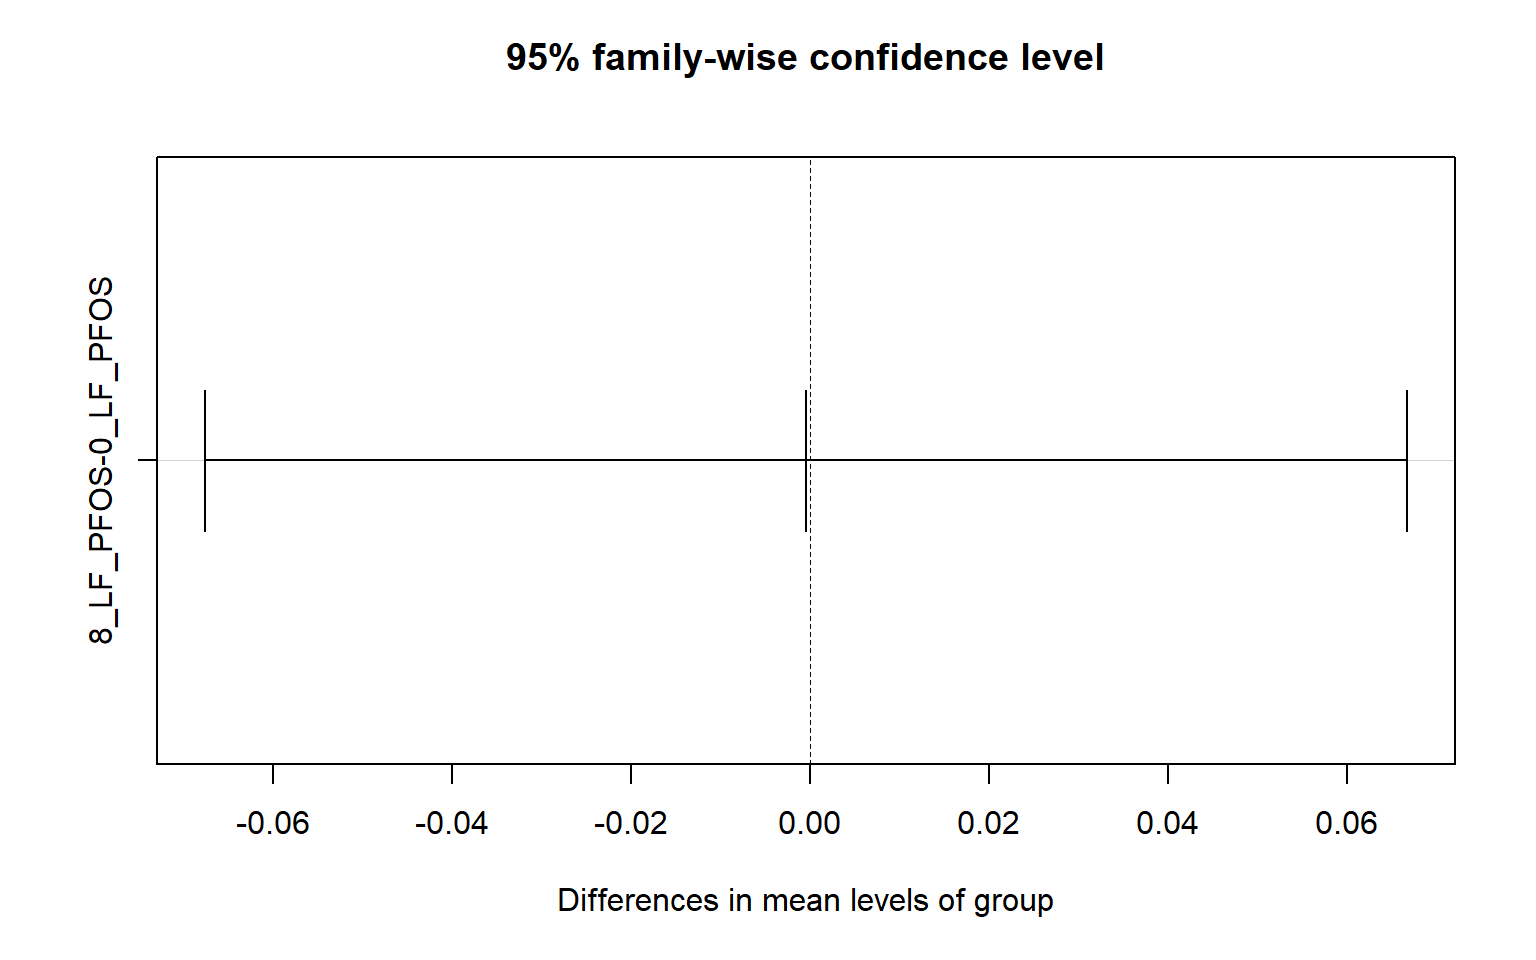 95% family-wise confidence level
8_LF_PFOS-0_LF_PFOS
-0.06 -0.04 -0.02 0.00 0.02 0.04 0.06
Differences in mean levels of group